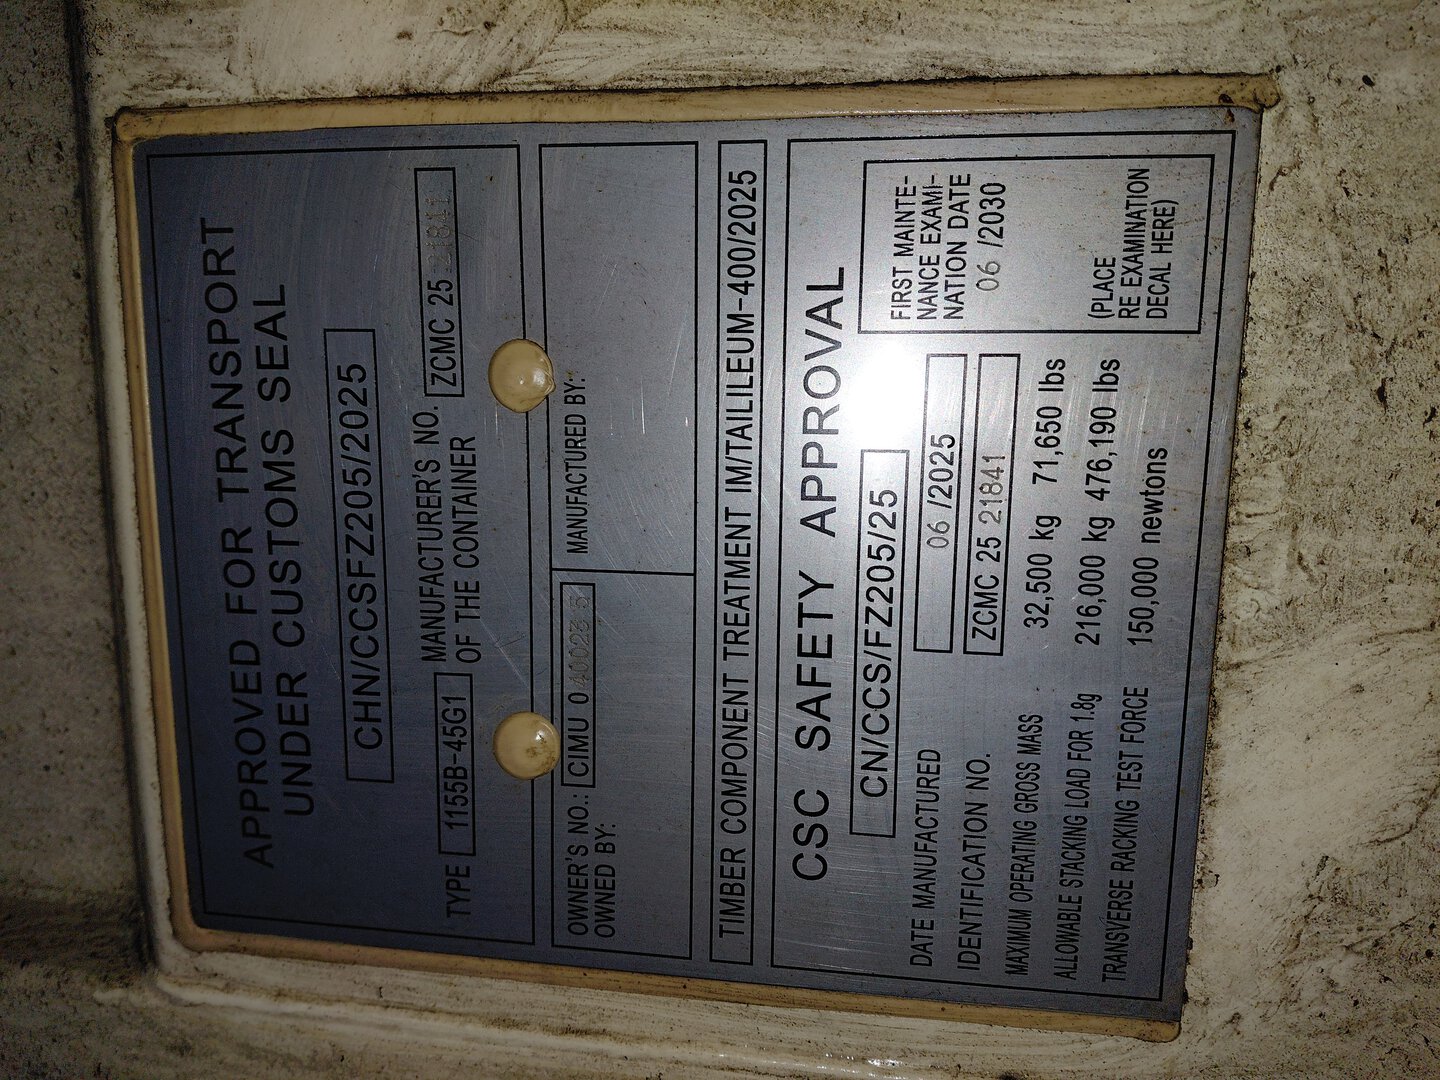 APPROVED FOR TRANSPORT
UNDER CUSTOMS SEAL
CHN/CCSFZ205/2025
TYPE 1155B-45G1 MANUFACTURER'S NO.
OF THE CONTAINER ZCMC 25 21841
OWNER'S NO.: CIMU 0
OWNED BY:
MANUFACTURED BY:
TIMBER COMPONENT TREATMENT IM/TAILILEUM-400/2025
CSC SAFETY APPROVAL
CN/CCS/FZ205/25
DATE MANUFACTURED 06 /2025
IDENTIFICATION NO. ZCMC 25 21841
MAXIMUM OPERATING GROSS MASS 32,500 kg 71,650 lbs
ALLOWABLE STACKING LOAD FOR 1.8g 216,000 kg 476,190 lbs
TRANSVERSE RACKING TEST FORCE 150,000 newtons
FIRST MAINTE-
NANCE EXAMI-
NATION DATE
06 /2030
(PLACE
RE EXAMINATION
DECAL HERE)